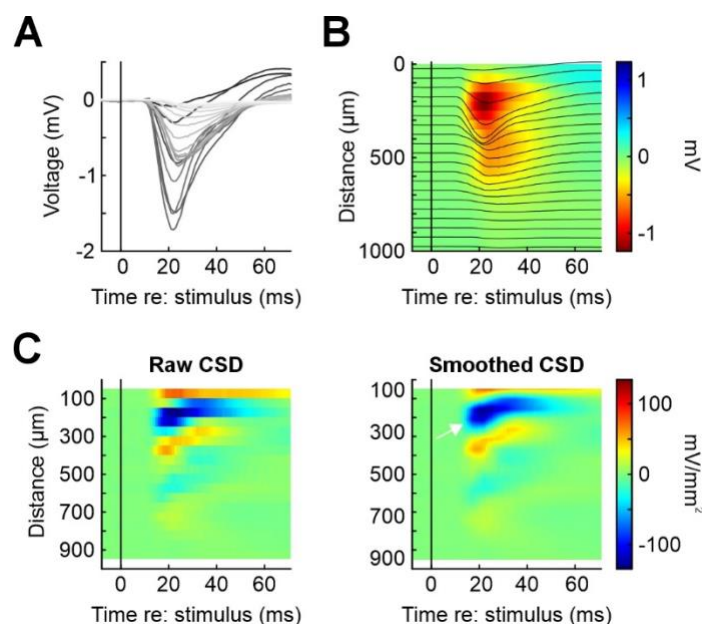 A
B
0
-1
-2
Voltage (mV)
0 20 40 60
Time re: stimulus (ms)
0
500
1000
Distance (µm)
0 20 40 60
Time re: stimulus (ms)
1
0
-1
mV
C
Raw CSD
Smoothed CSD
100
300
500
700
900
Distance (µm)
0 20 40 60
Time re: stimulus (ms)
100
300
500
700
900
0 20 40 60
Time re: stimulus (ms)
100
0
-100
mV/mm²